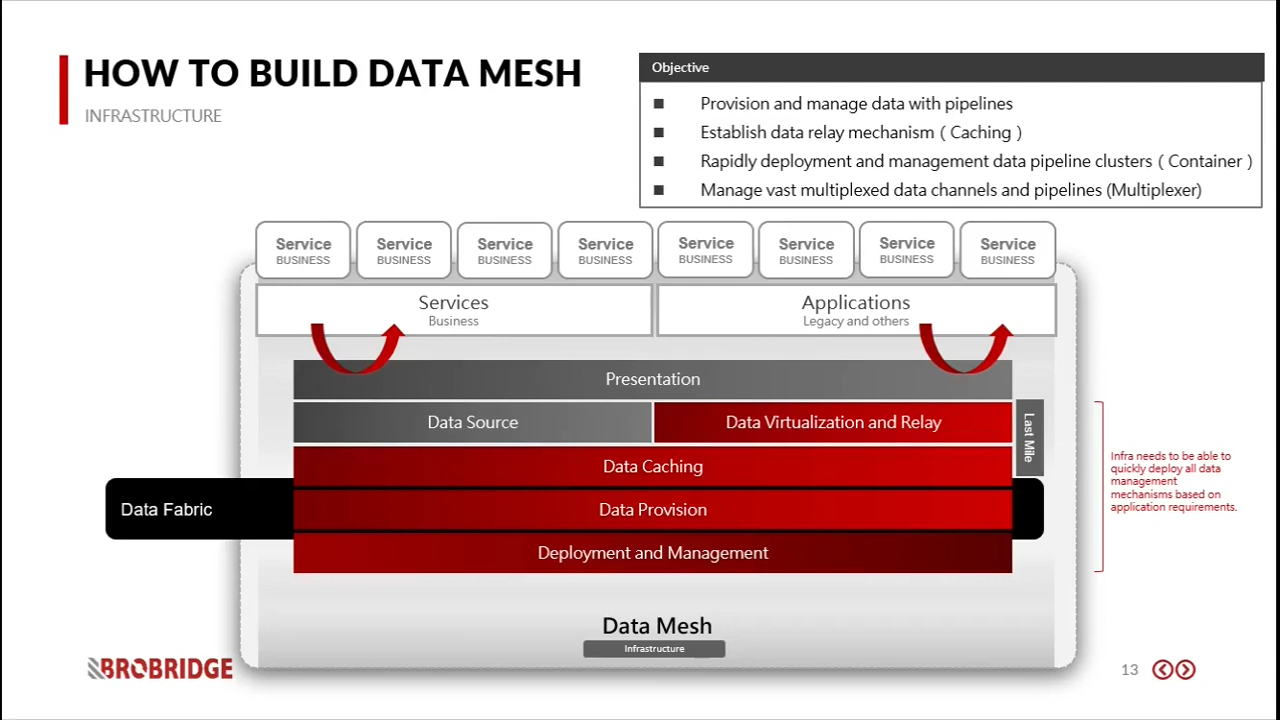 HOW TO BUILD DATA MESH
INFRASTRUCTURE
Objective
■ Provision and manage data with pipelines
■ Establish data relay mechanism ( Caching )
■ Rapidly deployment and management data pipeline clusters ( Container )
■ Manage vast multiplexed data channels and pipelines (Multiplexer)
Service Service Service Service Service Service Service Service
BUSINESS BUSINESS BUSINESS BUSINESS BUSINESS BUSINESS BUSINESS BUSINESS
Services
Business
Applications
Legacy and others
Presentation
Data Source
Data Virtualization and Relay
Last Mile
Data Caching
Data Fabric
Data Provision
Deployment and Management
Infra needs to be able to
quickly deploy all data
management
mechanisms based on
application requirements.
Data Mesh
Infrastructure
BROBRIDGE
13